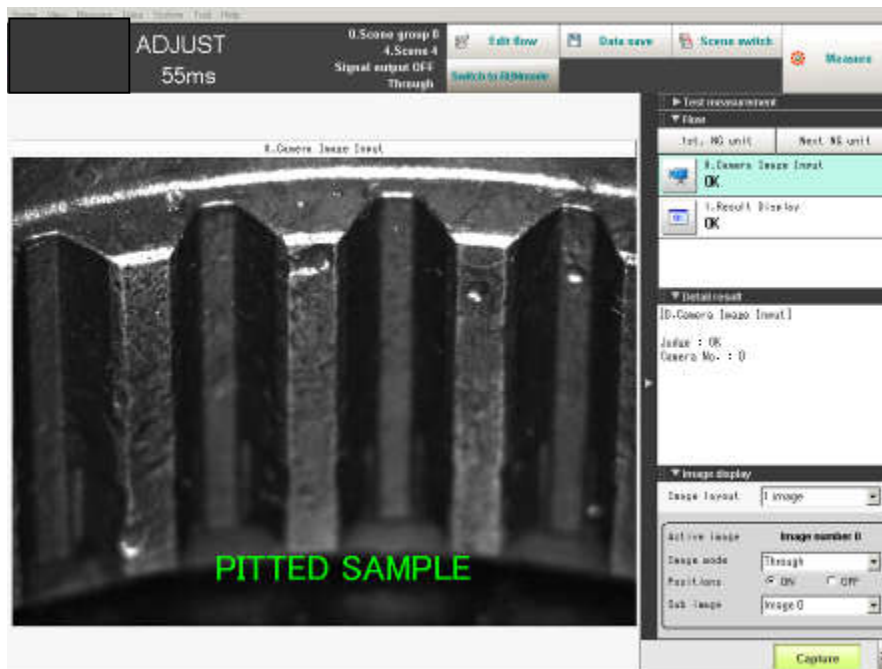 ADJUST
55ms
0.Scene group 0
4.Scene 4
Signal output OFF
Through
Edit flow
Data save
Scene switch
Measure
Switch to RUN mode
Test measurement
Flow
1st. NG unit
Next NG unit
0.Camera Image Input
OK
1.Result Display
OK
0.Camera Image Input
Detail result
[0.Camera Image Input]
Judge : OK
Camera No. : 0
PITTED SAMPLE
Image display
Image layout
1 image
Active image
Image number 0
Image mode
Through
Positions
ON
OFF
Sub image
Image 0
Capture